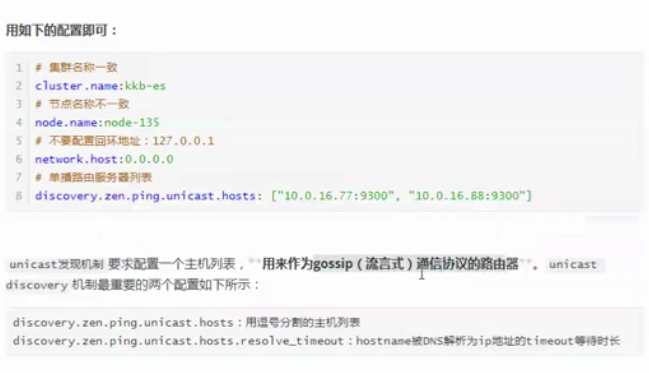 用如下的配置即可：
1 # 集群名称一致
2 cluster.name:kkb-es
3 # 节点名称不一致
4 node.name:node-135
5 # 不要配置回环地址：127.0.0.1
6 network.host:0.0.0.0
7 # 单播路由服务器列表
8 discovery.zen.ping.unicast.hosts: ["10.0.16.77:9300", "10.0.16.88:9300"]
unicast发现机制 要求配置一个主机列表，**用来作为gossip（流言式）通信协议的路由器**。unicast
discovery 机制最重要的两个配置如下所示：
discovery.zen.ping.unicast.hosts：用逗号分割的主机列表
discovery.zen.ping.unicast.hosts.resolve_timeout：hostname被DNS解析为ip地址的timeout等待时长